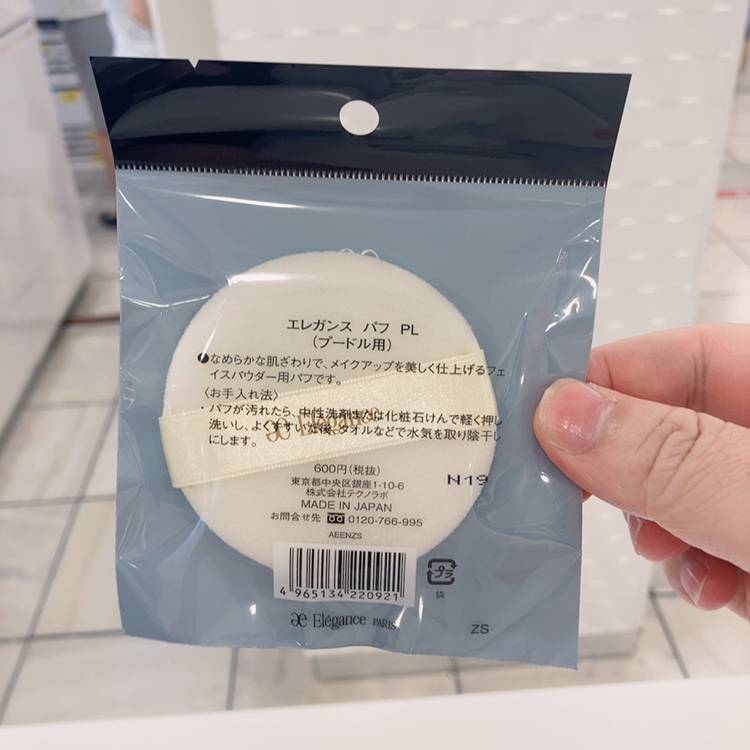 エレガンス パフ PL
(プードル用)
●なめらかな肌ざわりで、メイクアップを美しく仕上げるフェ
イスパウダー用パフです。
〈お手入れ法〉
・パフが汚れたら、中性洗剤または化粧石けんで軽く押し
洗いし、よくすすいだ後、タオルなどで水気を取り陰干し
にします。
æ Elégance
600円(税抜)
東京都中央区銀座1-10-6
株式会社テクノラボ
MADE IN JAPAN
お問合せ先 0120-766-995
N19
AEENZS
4 965134 220921
プラ
袋
æ Elégance PARIS
ZS